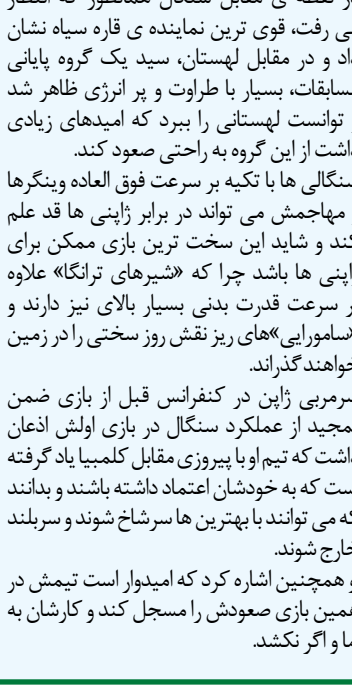 نقطه ی مقابل سنگال همانطور که انتظار
می رفت، قوی ترین نماینده ی قاره سیاه نشان
داد و در مقابل لهستان، سید یک گروه پایانی
مسابقات، بسیار با طراوت و پر انرژی ظاهر شد
و توانست لهستانی را ببرد که امیدهای زیادی
داشت از این گروه به راحتی صعود کند.
سنگالی ها با تکیه بر سرعت فوق العاده وینگرها
و مهاجمش می تواند در برابر ژاپنی ها قد علم
کند و شاید این سخت ترین بازی ممکن برای
ژاپنی ها باشد چرا که «شیرهای ترانگا» علاوه
بر سرعت قدرت بدنی بسیار بالای نیز دارند و
«سامورایی»های ریز نقش روز سختی را در زمین
خواهند گذراند.
سرمربی ژاپن در کنفرانس قبل از بازی ضمن
تمجید از عملکرد سنگال در بازی اولش اذعان
داشت که تیم او با پیروزی مقابل کلمبیا یاد گرفته
است که به خودشان اعتماد داشته باشند و بدانند
که می توانند با بهترین ها سرشاخ شوند و سربلند
خارج شوند.
و همچنین اشاره کرد که امیدوار است تیمش در
همین بازی صعودش را مسجل کند و کارشان به
اما و اگر نکشد.